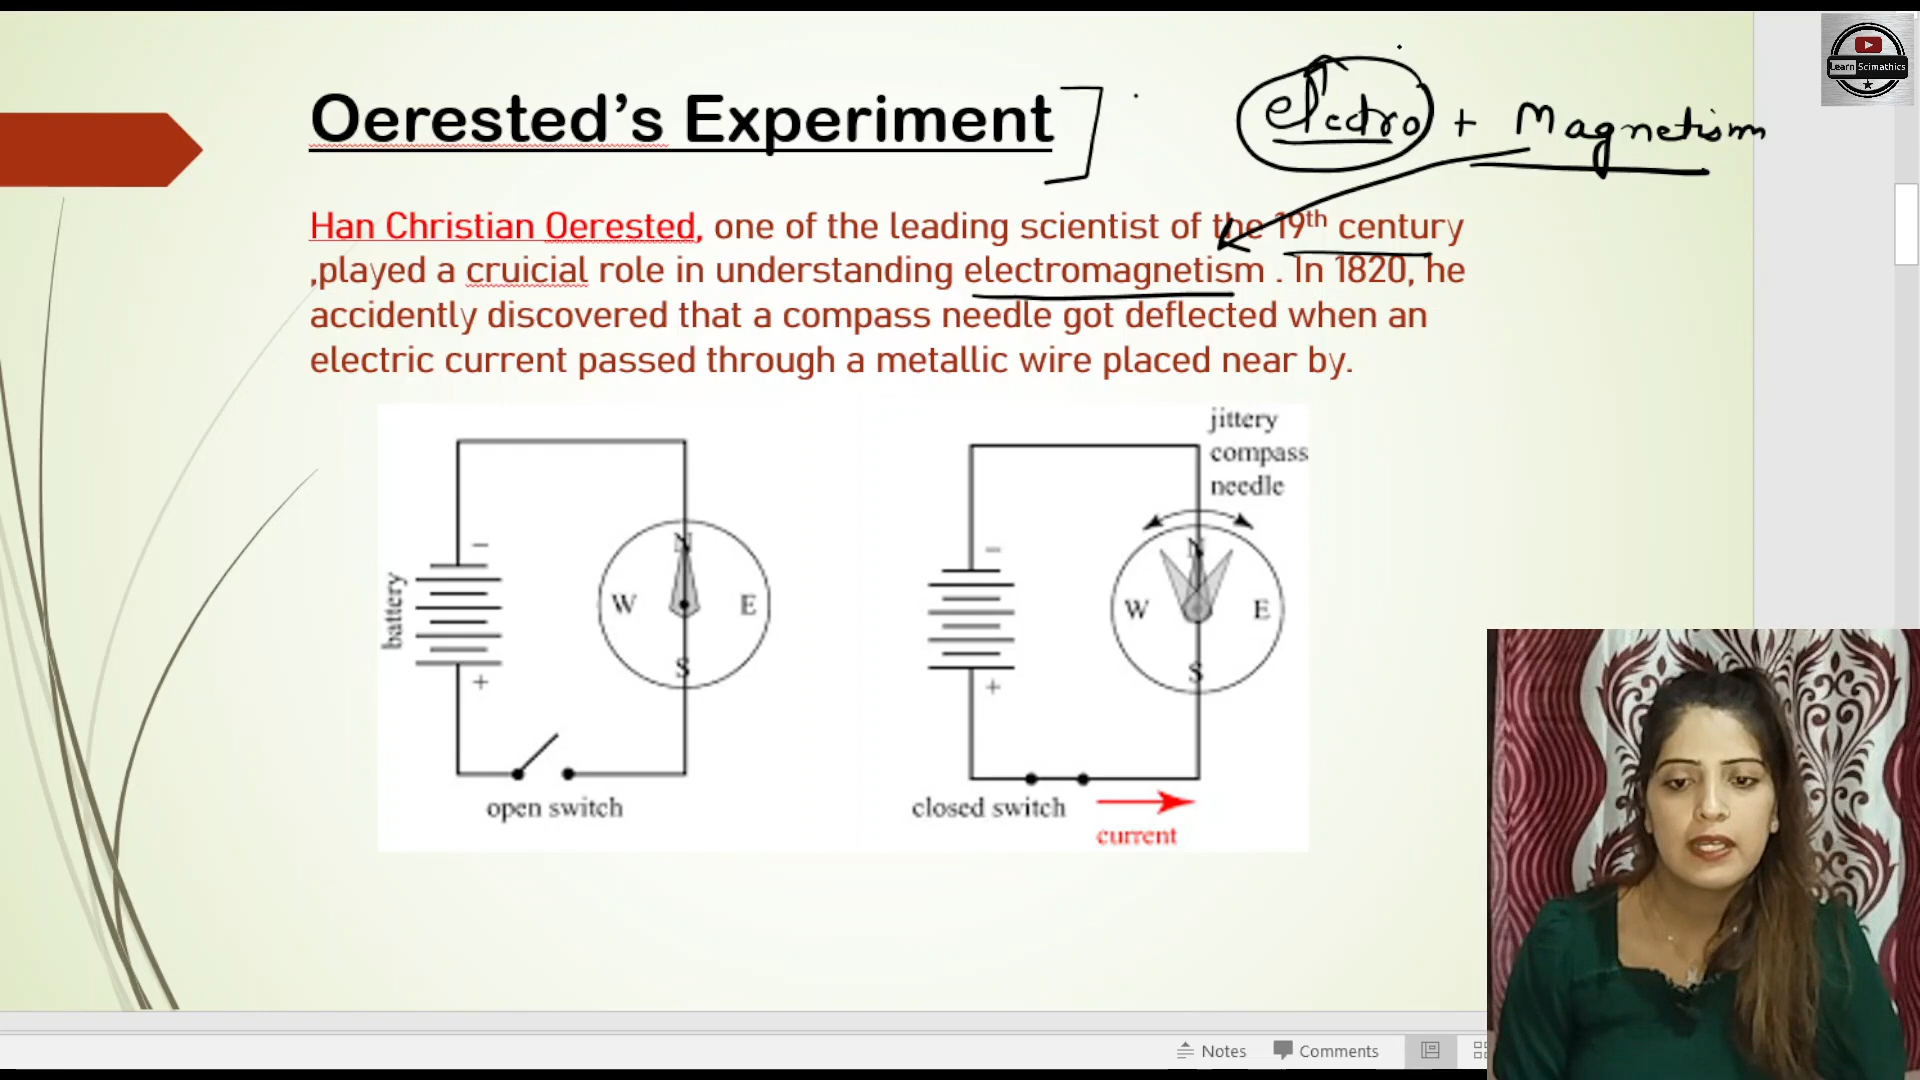 Learn Scimathics
Oerested's Experiment
electro + Magnetism
Han Christian Oerested, one of the leading scientist of the 19th century
,played a cruicial role in understanding electromagnetism . In 1820, he
accidently discovered that a compass needle got deflected when an
electric current passed through a metallic wire placed near by.
jittery
compass
needle
−
N
W E
S
battery
+
open switch
−
N
W E
S
+
closed switch
current
Notes Comments